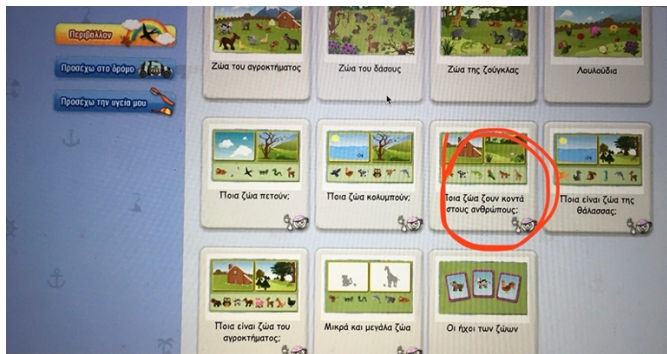 Περιβάλλον
Προσέχω στο δρόμο
Προσέχω την υγεία μου
Ζώα του αγροκτήματος
Ζώα του δάσους
Ζώα της ζούγκλας
Λουλούδια
Ποια ζώα πετούν;
Ποια ζώα κολυμπούν;
Ποια ζώα ζουν κοντά
στους ανθρώπους;
Ποια είναι ζώα της
θάλασσας;
Ποια είναι ζώα του
αγροκτήματος;
Μικρά και μεγάλα ζώα
Οι ήχοι των ζώων